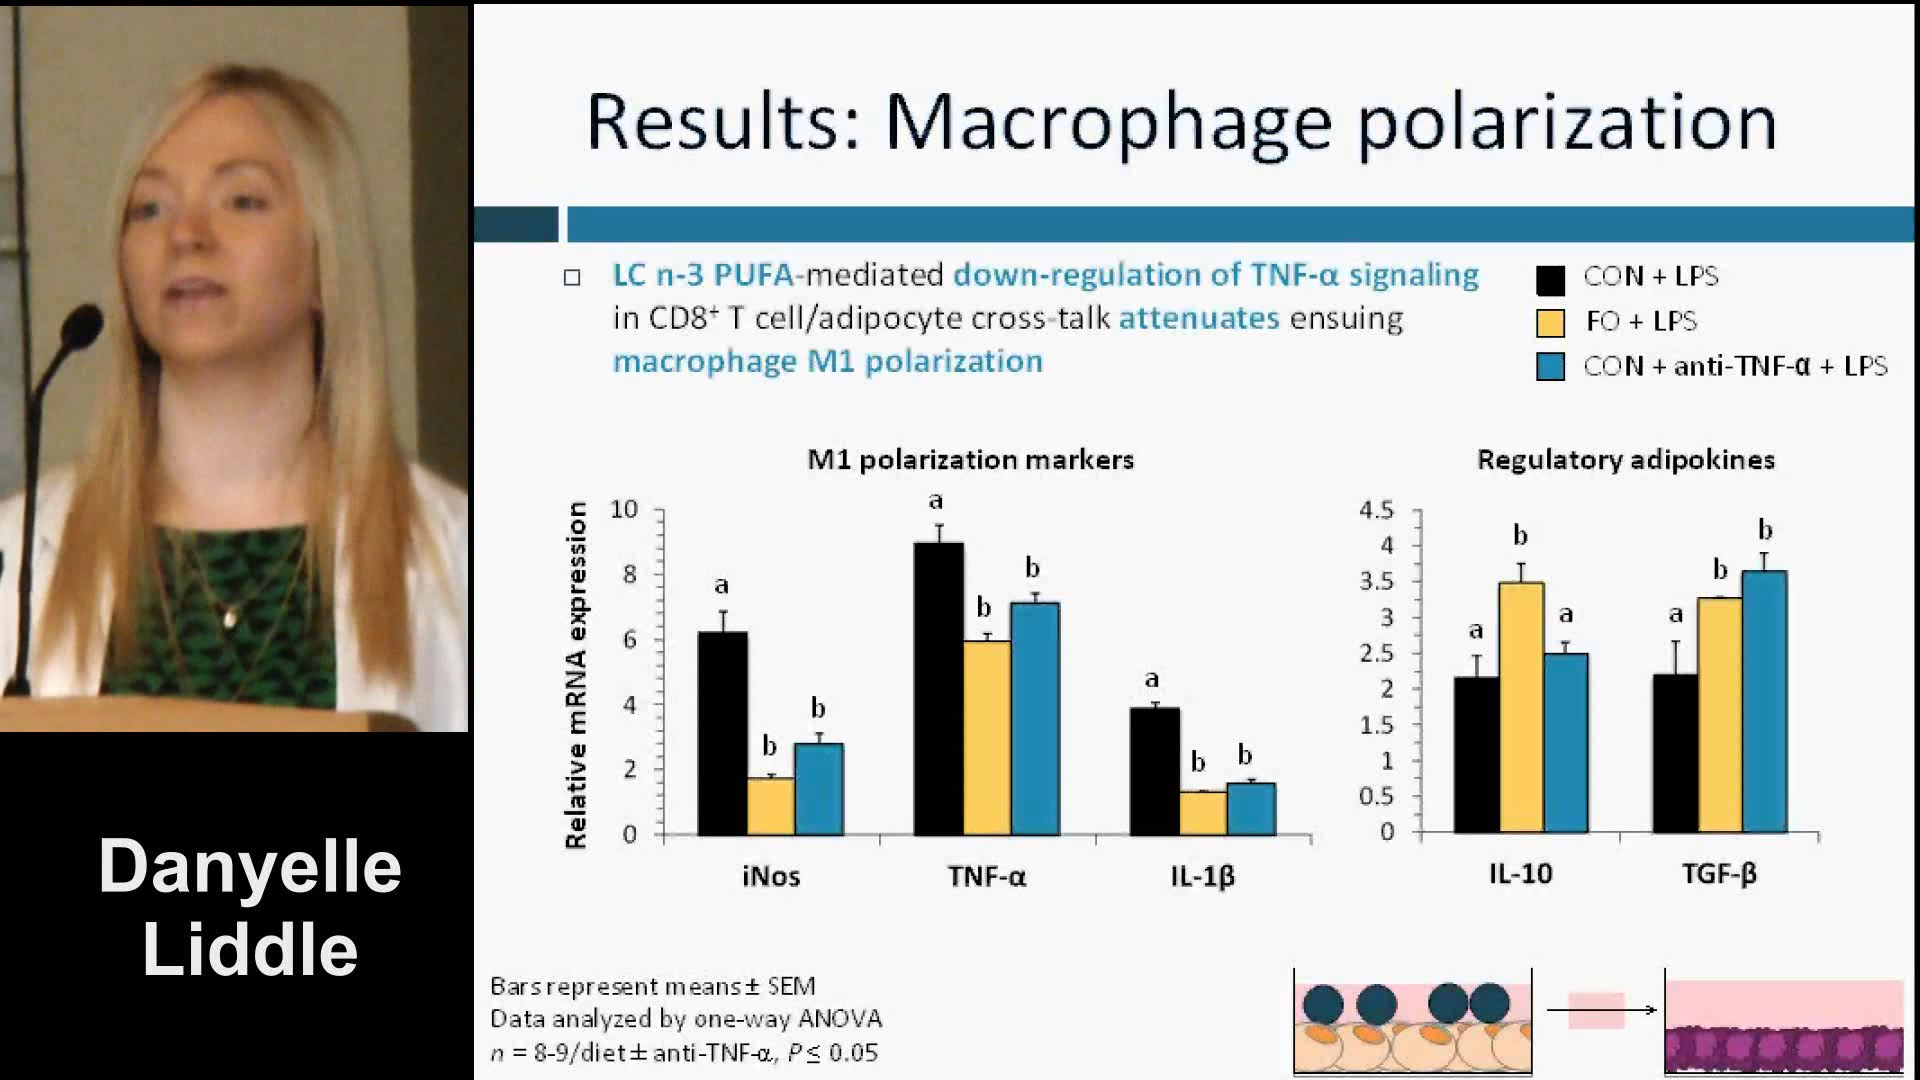 Results: Macrophage polarization
LC n-3 PUFA-mediated down-regulation of TNF-α signaling
in CD8⁺ T cell/adipocyte cross-talk attenuates ensuing
macrophage M1 polarization
CON + LPS
FO + LPS
CON + anti-TNF-α + LPS
M1 polarization markers
Relative mRNA expression
10
8
6
4
2
0
a
b
b
a
b
b
a
b
b
iNos
TNF-α
IL-1β
Regulatory adipokines
4.5
4
3.5
3
2.5
2
1.5
1
0.5
0
a
b
a
a
b
b
IL-10
TGF-β
Bars represent means ± SEM
Data analyzed by one-way ANOVA
n = 8-9/diet ± anti-TNF-α, P ≤ 0.05
Danyelle
Liddle